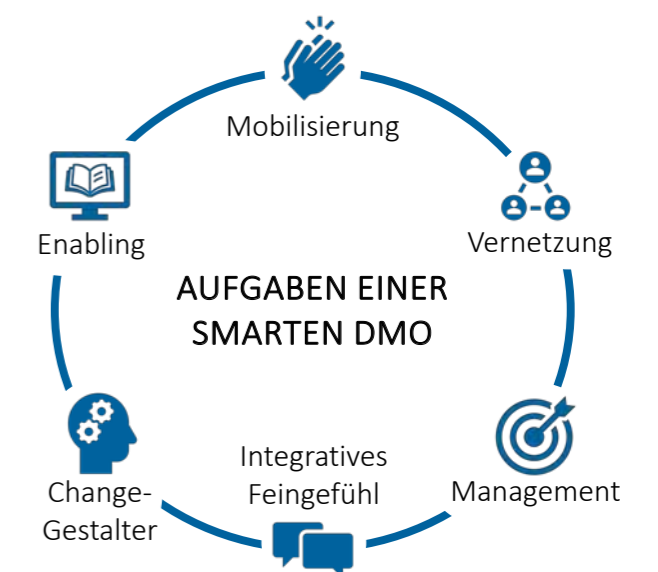 Mobilisierung
Enabling
Vernetzung
AUFGABEN EINER
SMARTEN DMO
Integratives
Feingefühl
Change-
Gestalter
Management